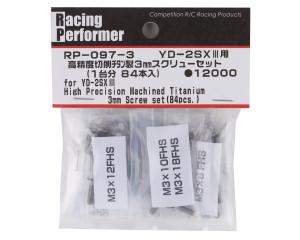 Racing
Performer
Competition R/C Racing Products
RP-097-3 YD-2SXⅢ用
高精度切削チタン製3mmスクリューセット
(1台分 84本入) ●12000
for YD-2SXⅢ
High Precision Machined Titanium
3mm Screw set(84pcs.)
M3×12FHS
M3×10FHS
M3×18FHS
FHS